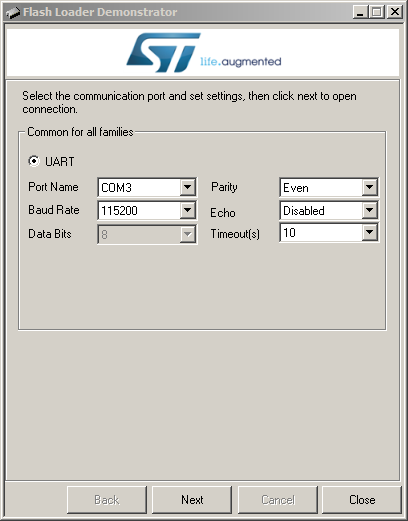 Flash Loader Demonstrator
life.augmented
Select the communication port and set settings, then click next to open
connection.
Common for all families
UART
Port Name COM3 Parity Even
Baud Rate 115200 Echo Disabled
Data Bits 8 Timeout(s) 10
Back Next Cancel Close